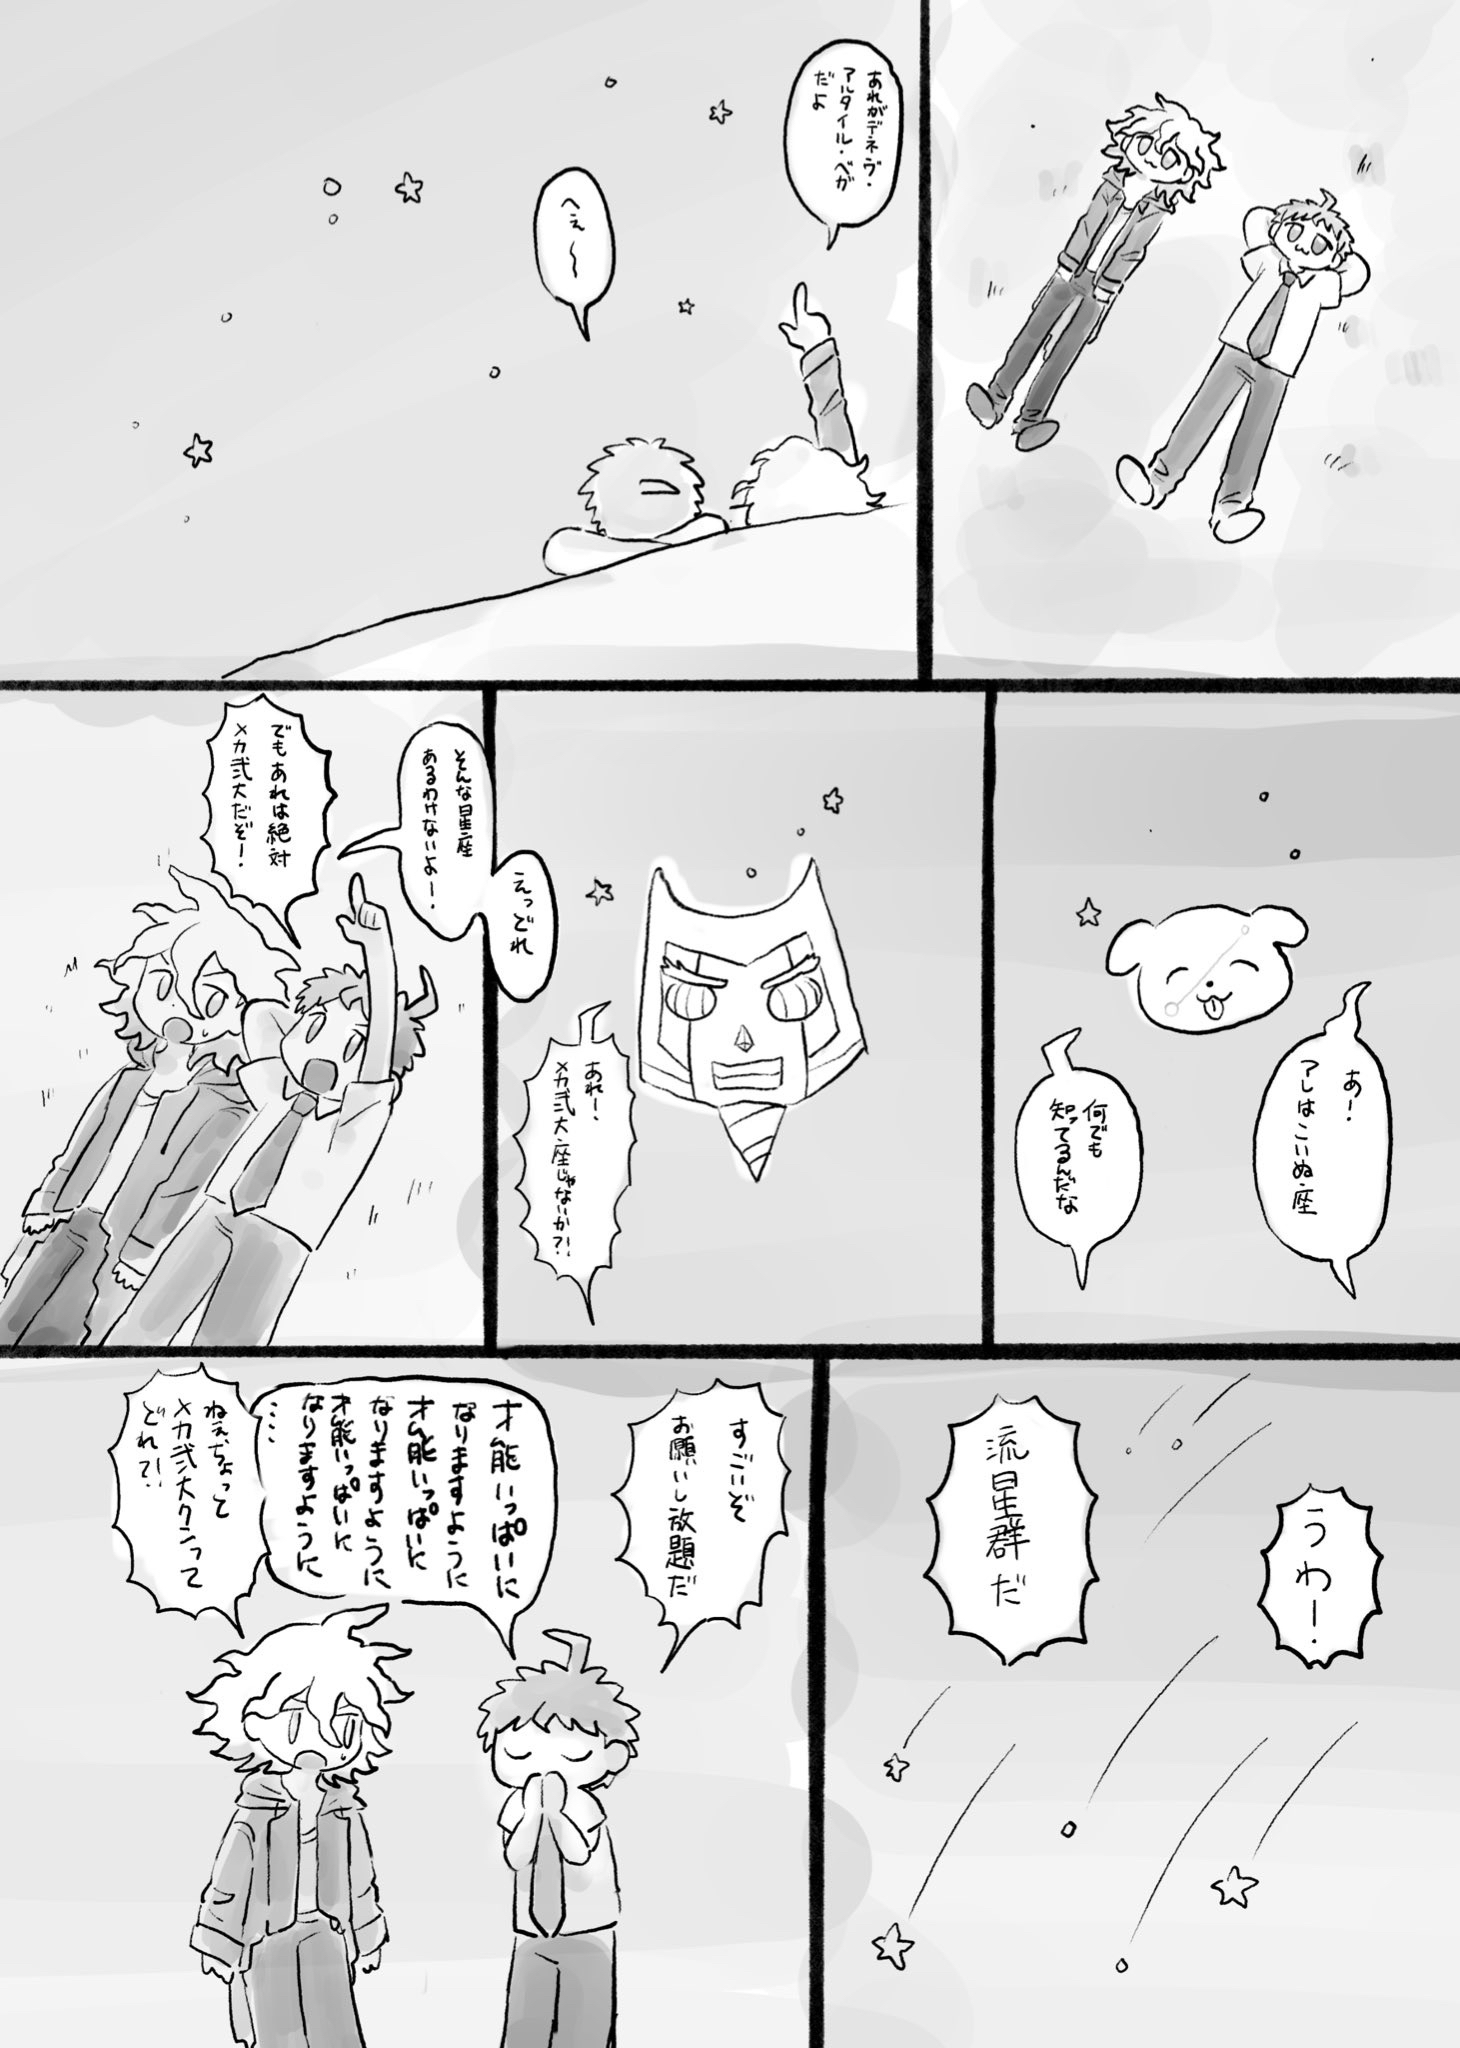 あれがデネヴ・
アルタイル・ベガ
だよ
へぇ〜
あ!
アレはこいぬ座
何でも
知ってるんだな
あれ!
メカ弐大座じゃないか?!
えっどれ
そんな星座
あるわけないよ!
でもあれは絶対
メカ弐大だぞ!
うわー!
流星群だ
すごいぞ
お願いし放題だ
才能いっぱいに
なりますように
才能いっぱいに
なりますように
才能いっぱいに
なりますように
....
ねぇ、ちょって
メカ弐大クンって
どれ?!